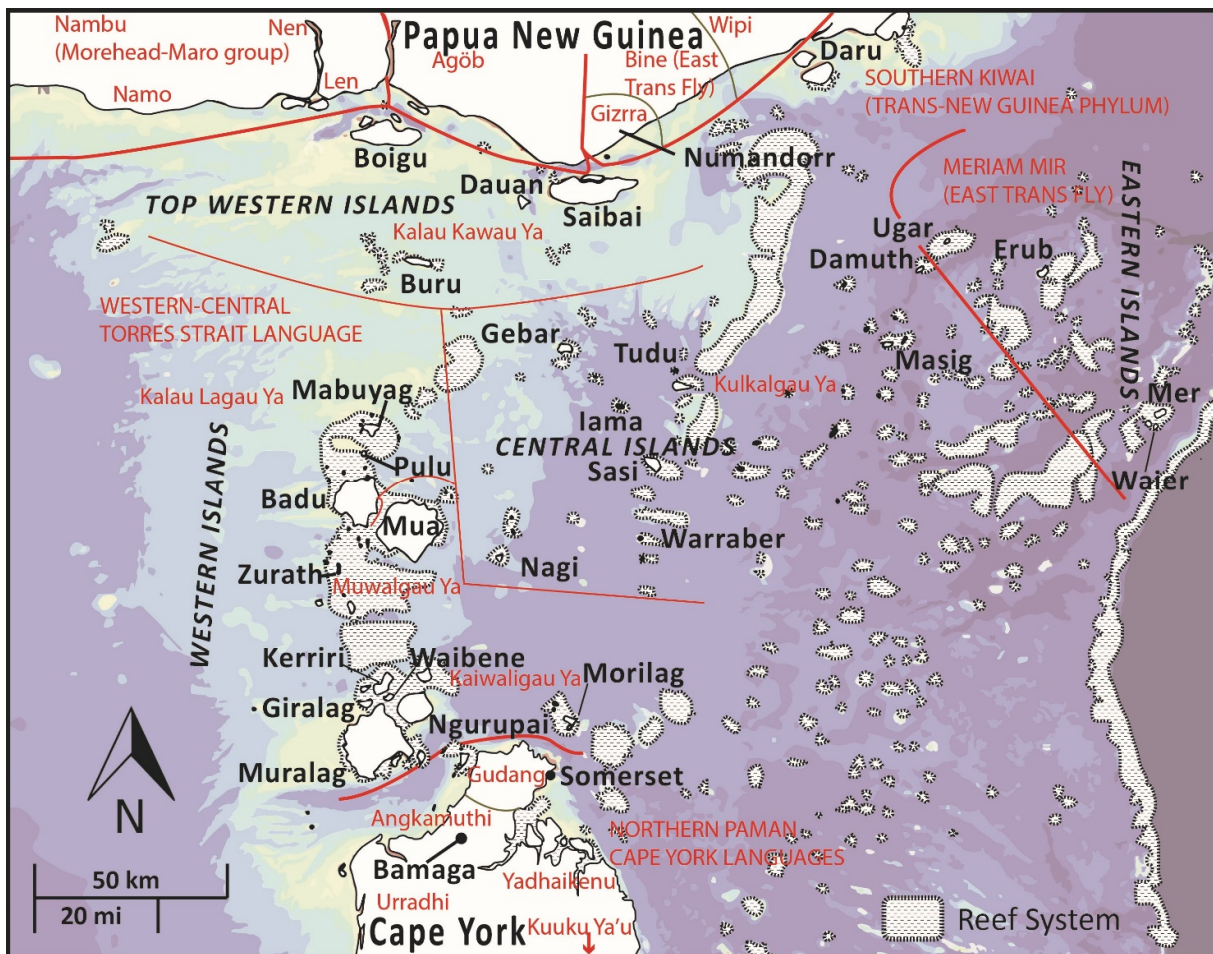 Nambu
(Morehead-Maro group)
Nen
Papua New Guinea
Wipi
Agöb
Bine (East
Trans Fly)
Daru
Len
Namo
Gizrra
SOUTHERN KIWAI
(TRANS-NEW GUINEA PHYLUM)
Boigu
Numandorr
MERIAM MIR
(EAST TRANS FLY)
EASTERN ISLANDS
Dauan
Saibai
TOP WESTERN ISLANDS
Kalau Kawau Ya
Ugar
Damuth
Erub
Buru
WESTERN-CENTRAL
TORRES STRAIT LANGUAGE
Gebar
Tudu
Masig
Kalau Lagau Ya
Mabuyag
Kulkalgau Ya
Mer
Iama
CENTRAL ISLANDS
WESTERN ISLANDS
Pulu
Sasi
Waier
Badu
Mua
Warraber
Nagi
Zurath
Muwalgau Ya
Kerriri
Waibene
Kaiwaligau Ya
Morilag
Giralag
Ngurupai
Muralag
Gudang
Somerset
N
Angkamuthi
NORTHERN PAMAN
CAPE YORK LANGUAGES
Bamaga
50 km
20 mi
Yadhaikenu
Urradhi
Cape York
Kuuku Ya'u
Reef System